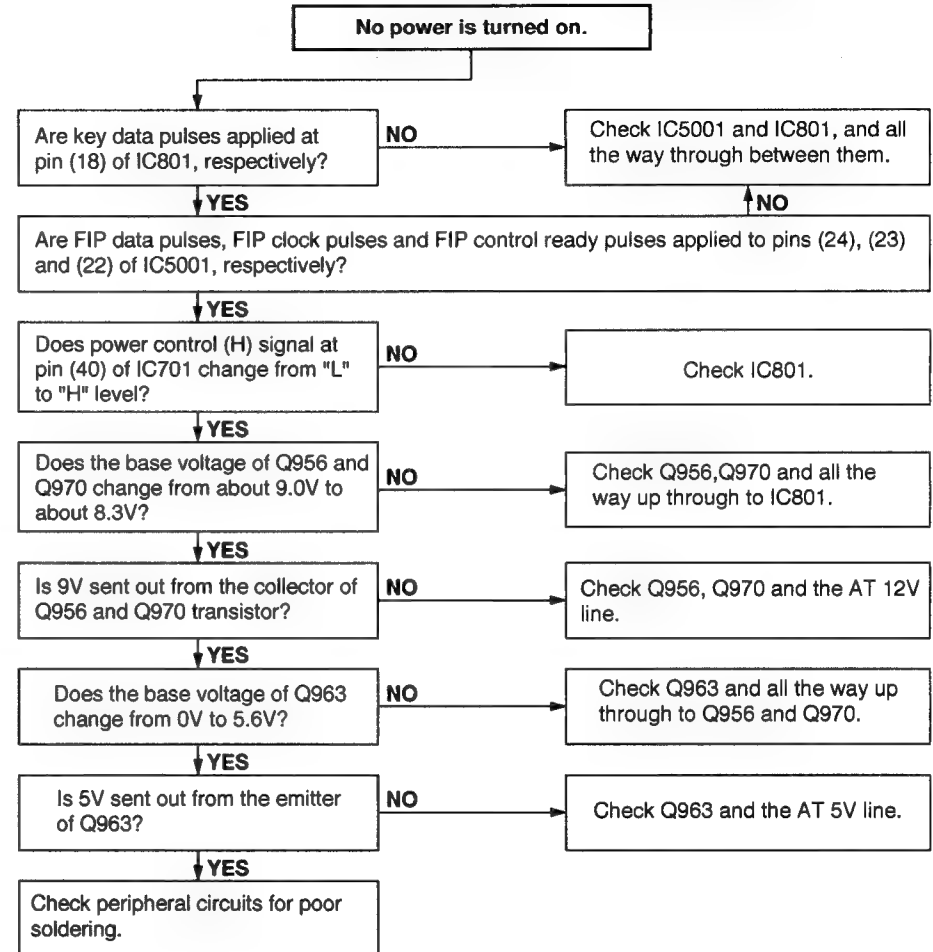 No power is turned on.
Are key data pulses applied at
pin (18) of IC801, respectively?
NO
Check IC5001 and IC801, and all
the way through between them.
YES
NO
Are FIP data pulses, FIP clock pulses and FIP control ready pulses applied to pins (24), (23)
and (22) of IC5001, respectively?
YES
Does power control (H) signal at
pin (40) of IC701 change from "L"
to "H" level?
NO
Check IC801.
YES
Does the base voltage of Q956 and
Q970 change from about 9.0V to
about 8.3V?
NO
Check Q956,Q970 and all the
way up through to IC801.
YES
Is 9V sent out from the collector of
Q956 and Q970 transistor?
NO
Check Q956, Q970 and the AT 12V
line.
YES
Does the base voltage of Q963
change from 0V to 5.6V?
NO
Check Q963 and all the way up
through to Q956 and Q970.
YES
Is 5V sent out from the emitter
of Q963?
NO
Check Q963 and the AT 5V line.
YES
Check peripheral circuits for poor
soldering.